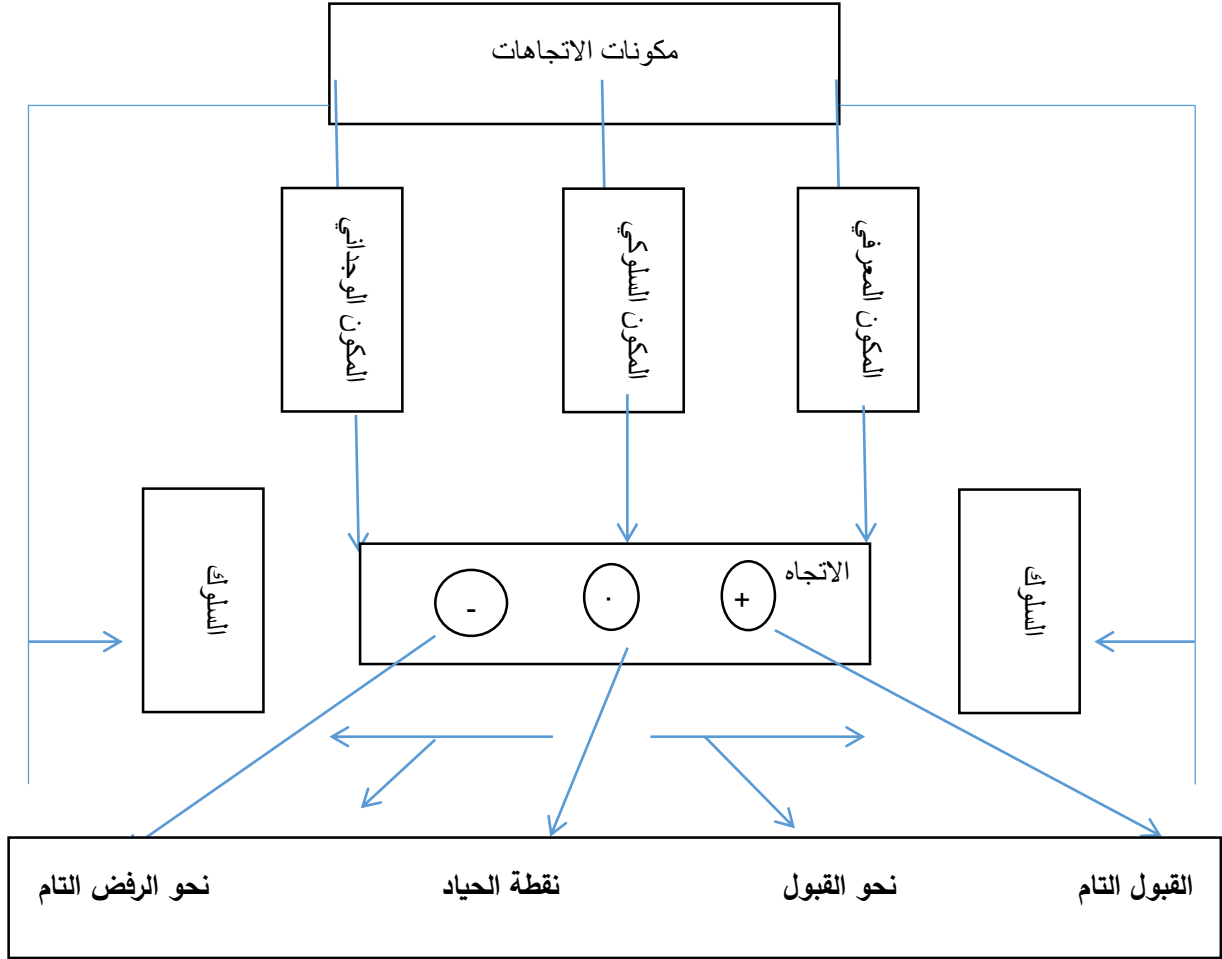 مكونات الاتجاهات
المكون المعرفي
المكون السلوكي
المكون الوجداني
السلوك
الاتجاه
+
.
-
السلوك
القبول التام
نحو القبول
نقطة الحياد
نحو الرفض التام